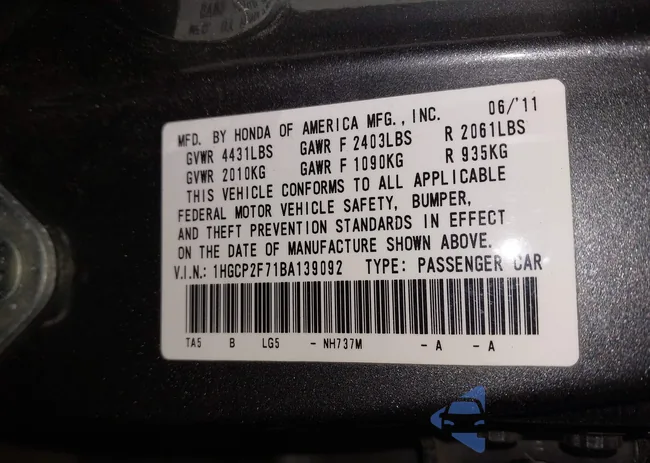 MFD. BY HONDA OF AMERICA MFG., INC. 06/'11
GVWR 4431LBS GAWR F 2403LBS R 2061LBS
GVWR 2010KG GAWR F 1090KG R 935KG
THIS VEHICLE CONFORMS TO ALL APPLICABLE
FEDERAL MOTOR VEHICLE SAFETY, BUMPER,
AND THEFT PREVENTION STANDARDS IN EFFECT
ON THE DATE OF MANUFACTURE SHOWN ABOVE.
V.I.N.: 1HGCP2F71BA139092 TYPE: PASSENGER CAR
TA5 B LG5 - NH737M - A - A